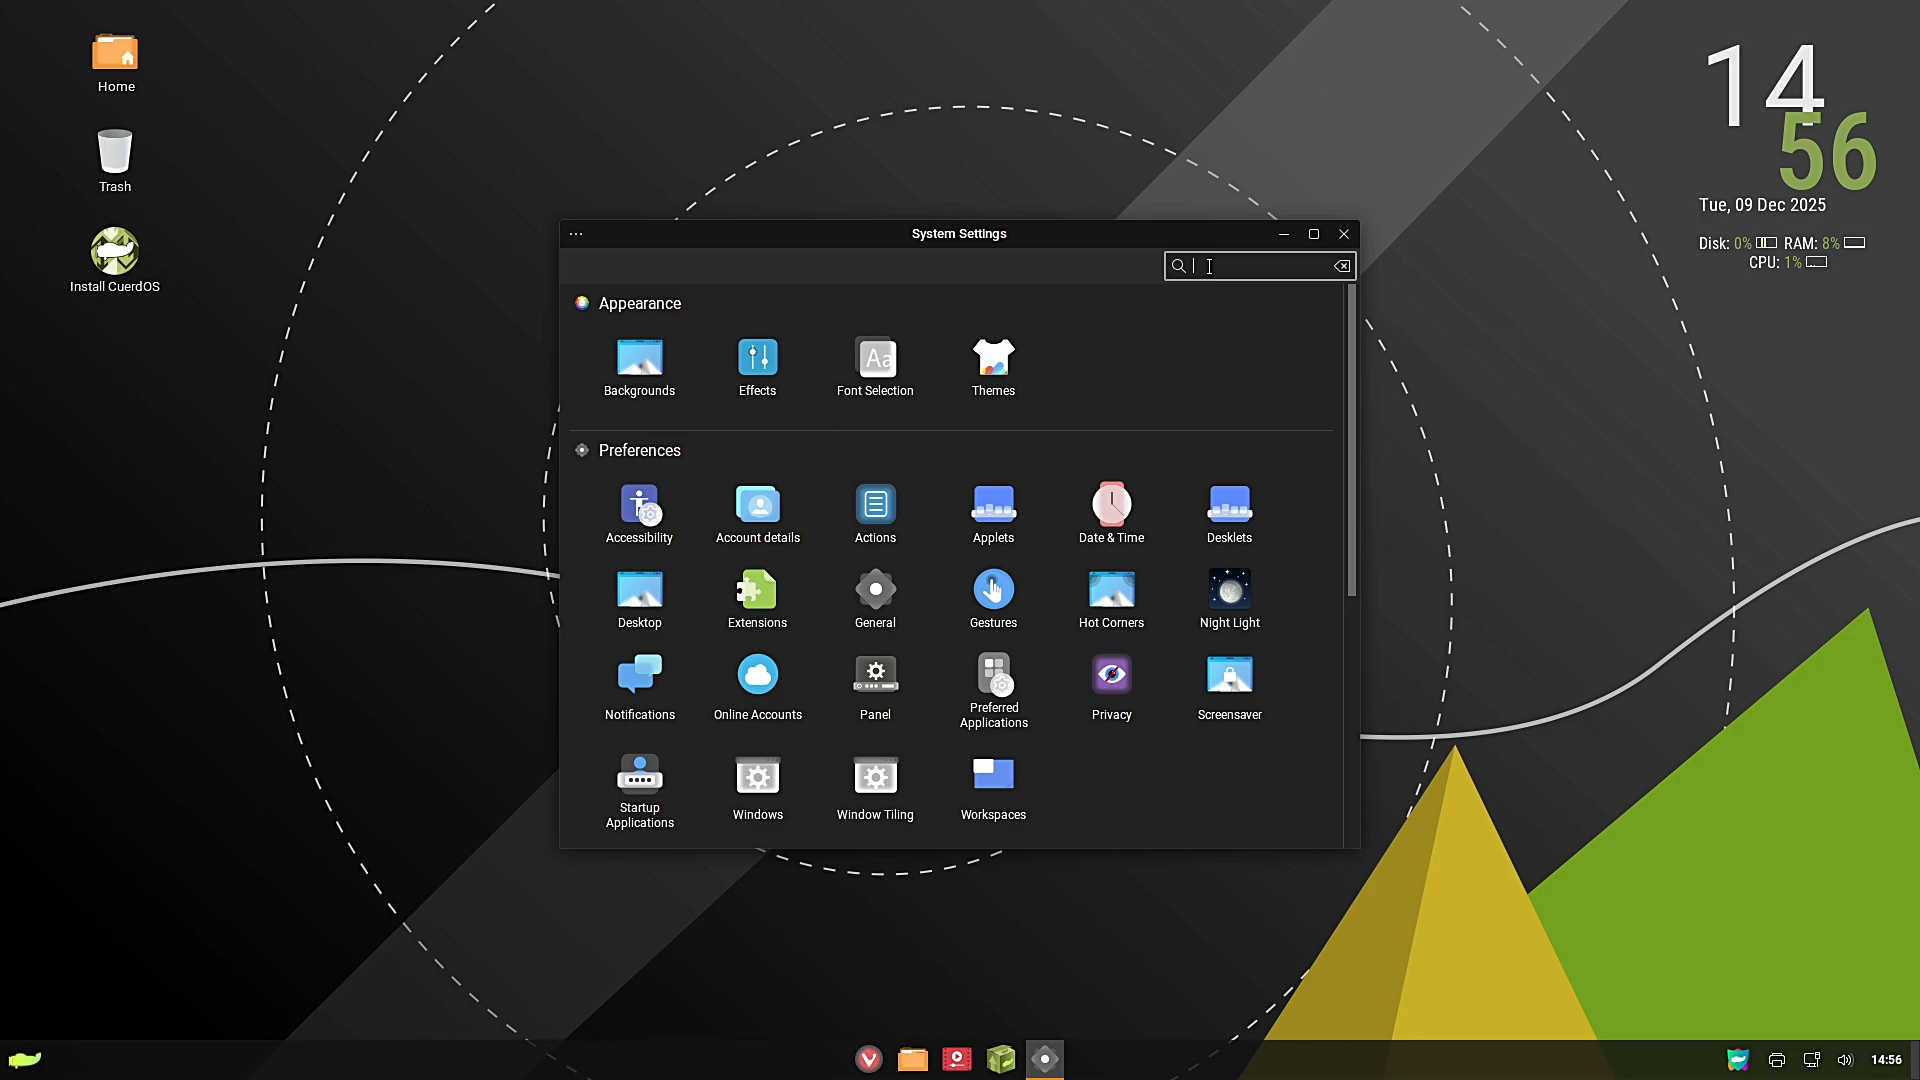 Home
Trash
Install CuerdOS
14
56
Tue, 09 Dec 2025
Disk: 0% RAM: 8%
CPU: 1%
System Settings
Appearance
Backgrounds
Effects
Aa
Font Selection
Themes
Preferences
Accessibility
Account details
Actions
Applets
Date & Time
Desklets
Desktop
Extensions
General
Gestures
Hot Corners
Night Light
Notifications
Online Accounts
Panel
Preferred
Applications
Privacy
Screensaver
Startup
Applications
Windows
Window Tiling
Workspaces
14:56